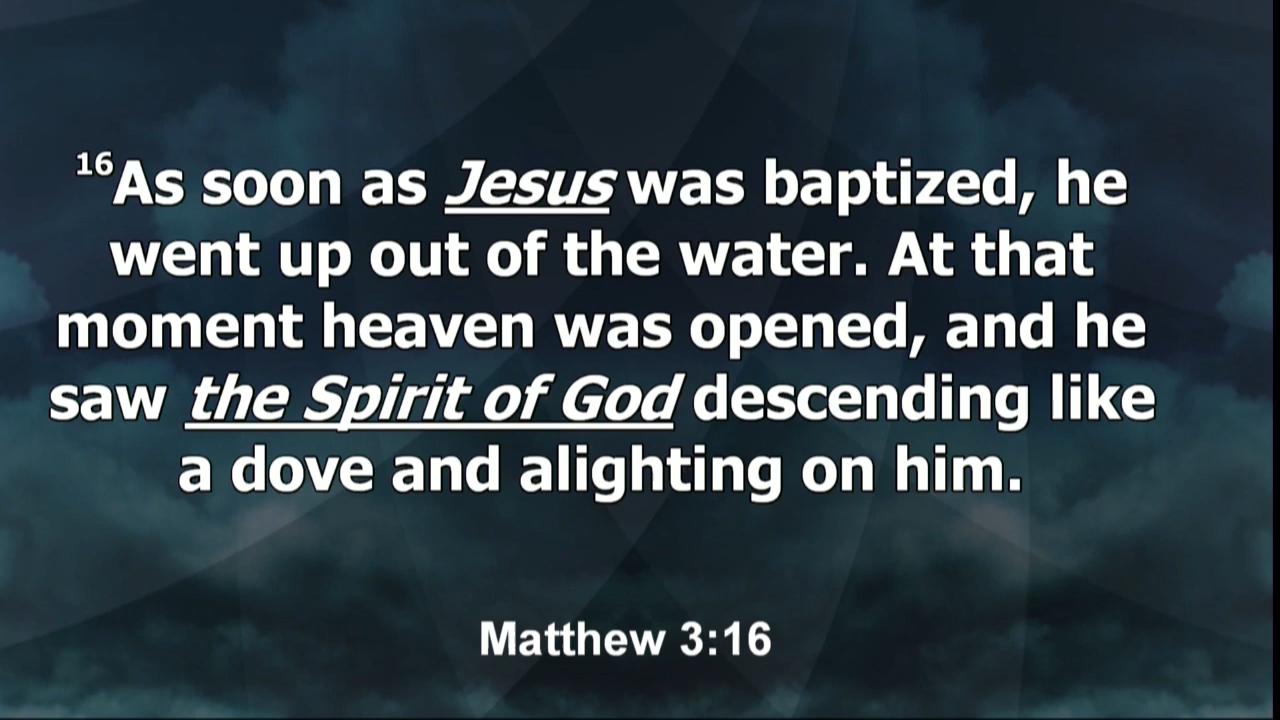 16As soon as Jesus was baptized, he
went up out of the water. At that
moment heaven was opened, and he
saw the Spirit of God descending like
a dove and alighting on him.
Matthew 3:16